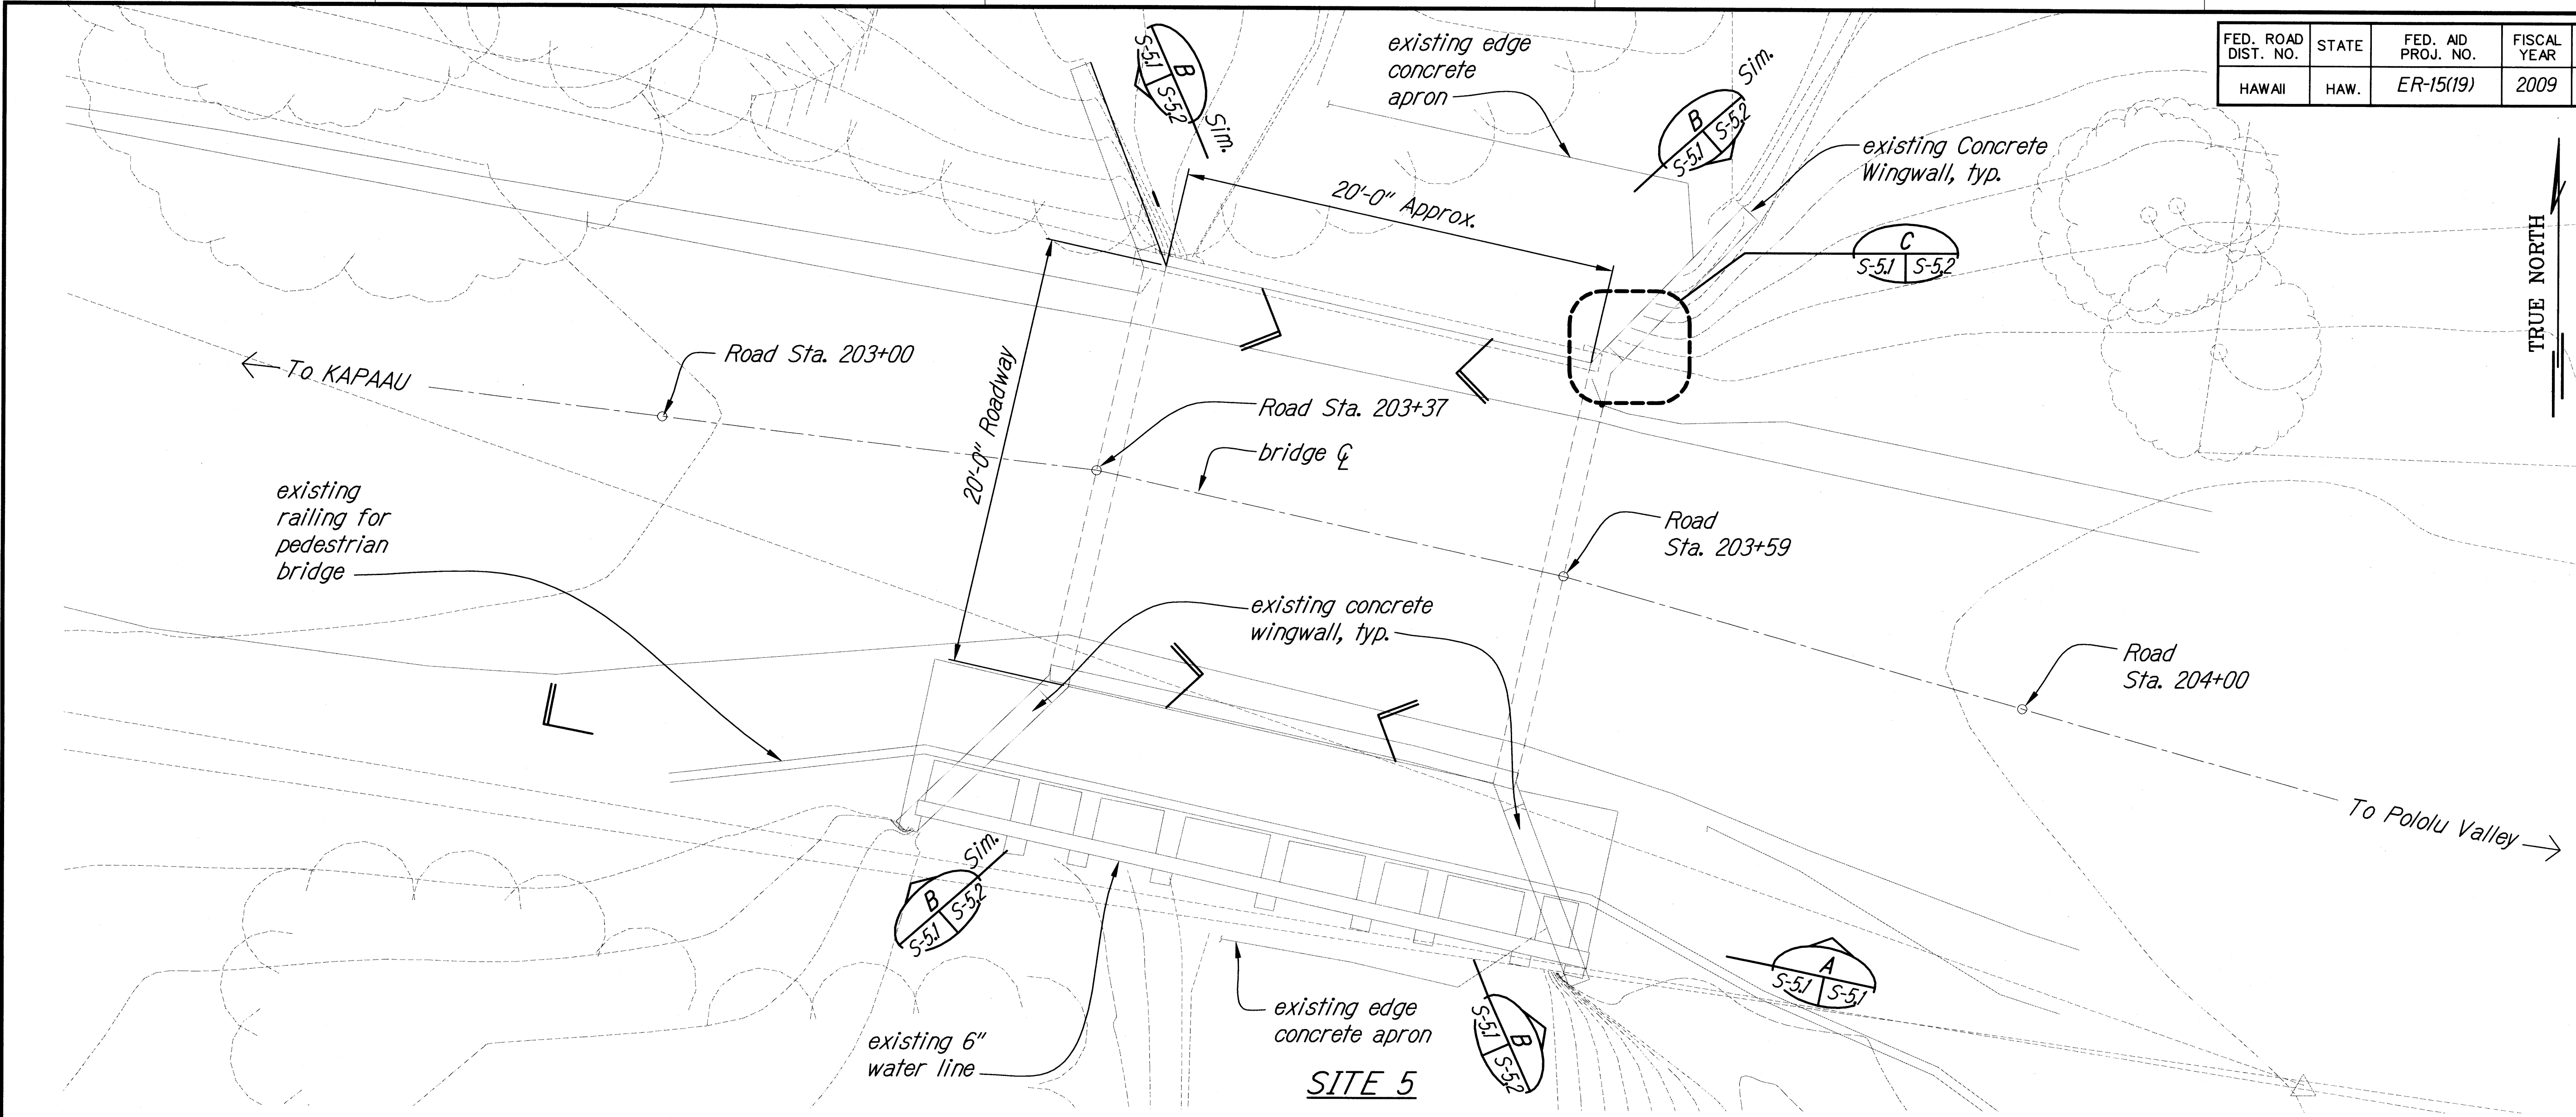 FED. ROAD DIST. NO.
STATE
FED. AID PROJ. NO.
FISCAL YEAR
HAWAII
HAW.
ER-15(19)
2009
TRUE NORTH
B
S-5.1
S-5.2
Sim.
existing edge
concrete
apron
B
S-5.1
S-5.2
Sim.
existing Concrete
Wingwall, typ.
20'-0" Approx.
C
S-5.1
S-5.2
To KAPAAU
Road Sta. 203+00
20'-0" Roadway
Road Sta. 203+37
bridge ℄
existing
railing for
pedestrian
bridge
Road
Sta. 203+59
existing concrete
wingwall, typ.
Road
Sta. 204+00
To Pololu Valley
B
S-5.1
S-5.2
Sim.
A
S-5.1
S-5.1
existing 6"
water line
existing edge
concrete apron
B
S-5.1
S-5.2
SITE 5